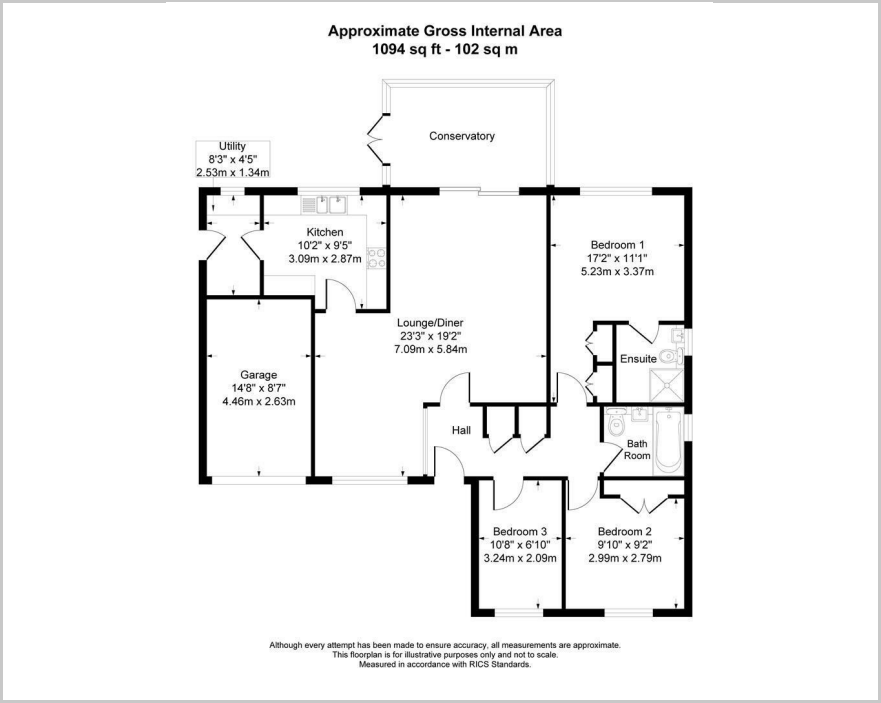 Approximate Gross Internal Area
1094 sq ft - 102 sq m
Conservatory
Utility
8'3" x 4'5"
2.53m x 1.34m
Kitchen
10'2" x 9'5"
3.09m x 2.87m
Bedroom 1
17'2" x 11'1"
5.23m x 3.37m
Lounge/Diner
23'3" x 19'2"
7.09m x 5.84m
Ensuite
Garage
14'8" x 8'7"
4.46m x 2.63m
Hall
Bath
Room
Bedroom 3
10'8" x 6'10"
3.24m x 2.09m
Bedroom 2
9'10" x 9'2"
2.99m x 2.79m
Although every attempt has been made to ensure accuracy, all measurements are approximate.
This floorplan is for illustrative purposes only and not to scale.
Measured in accordance with RICS Standards.